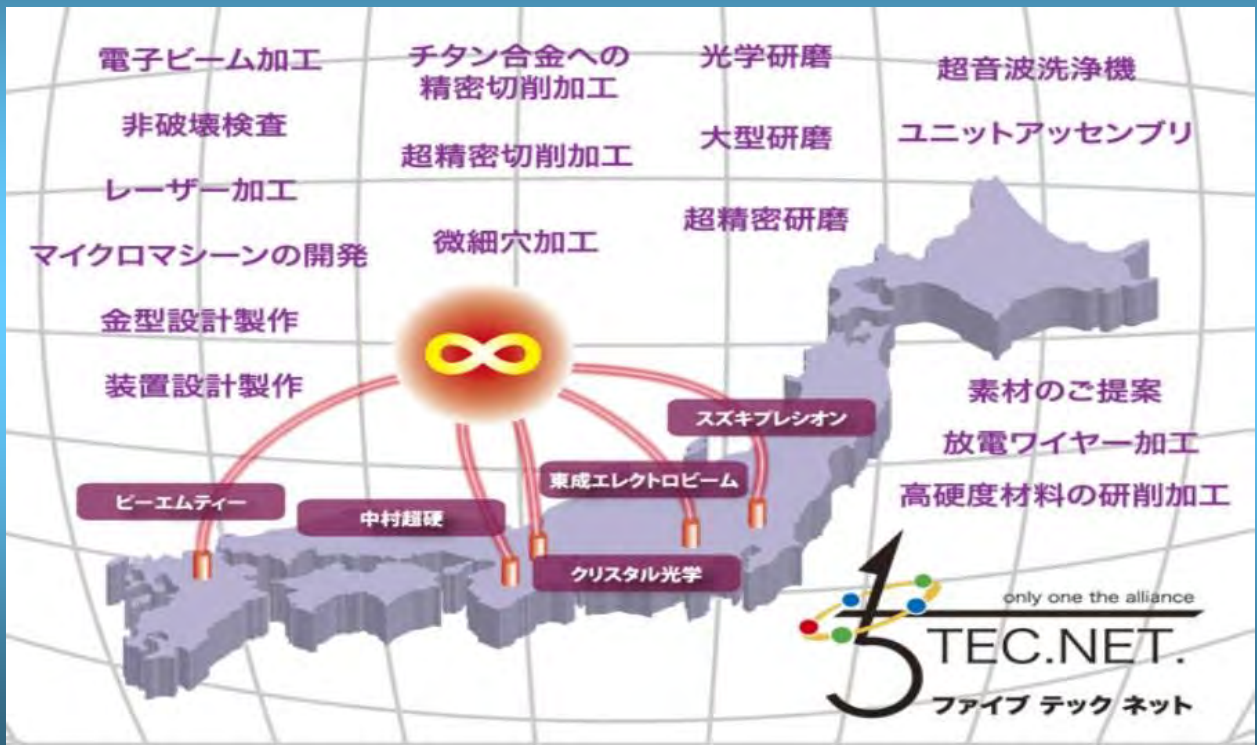 電子ビーム加工
非破壊検査
レーザー加工
マイクロマシーンの開発
金型設計製作
装置設計製作
チタン合金への
精密切削加工
超精密切削加工
微細穴加工
光学研磨
大型研磨
超精密研磨
超音波洗浄機
ユニットアッセンブリ
スズキプレシオン
東成エレクトロビーム
ピーエムティー
中村超硬
クリスタル光学
素材のご提案
放電ワイヤー加工
高硬度材料の研削加工
only one the alliance
5TEC.NET.
ファイブ テック ネット